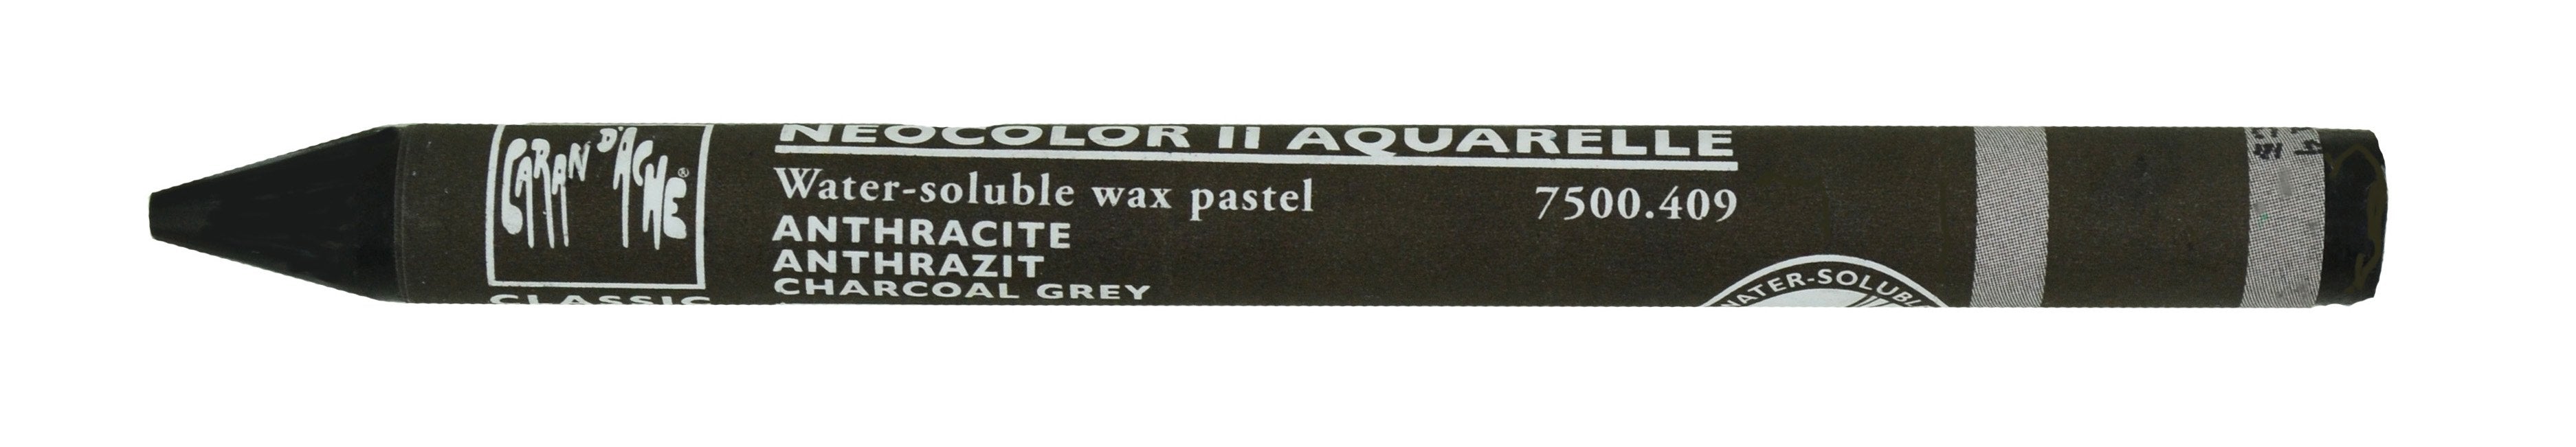 CARAN D'ACHE®
CLASSIC
NEOCOLOR II AQUARELLE
Water-soluble wax pastel 7500.409
ANTHRACITE
ANTHRAZIT
CHARCOAL GREY
WATER-SOLUBLE